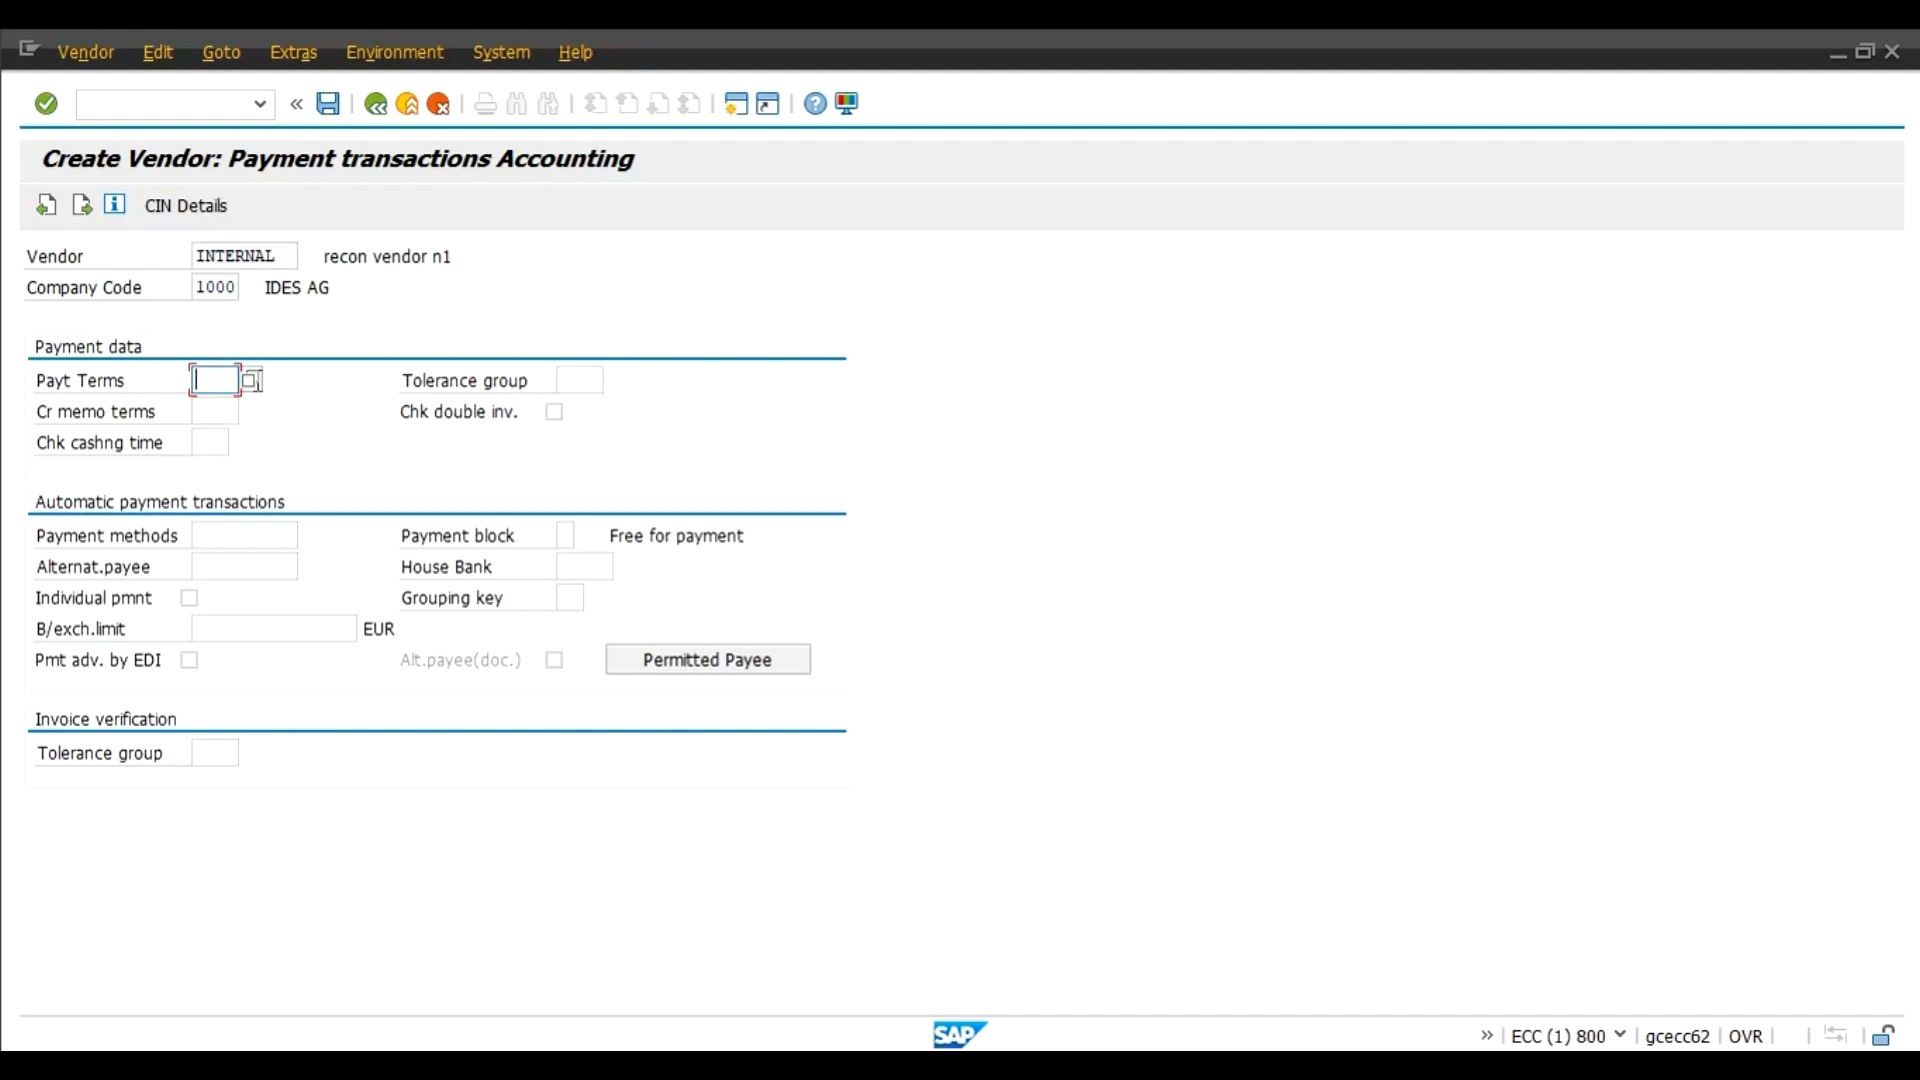 Vendor Edit Goto Extras Environment System Help
Create Vendor: Payment transactions Accounting
CIN Details
Vendor INTERNAL recon vendor n1
Company Code 1000 IDES AG
Payment data
Payt Terms Tolerance group
Cr memo terms Chk double inv.
Chk cashng time
Automatic payment transactions
Payment methods Payment block Free for payment
Alternat.payee House Bank
Individual pmnt Grouping key
B/exch.limit EUR
Pmt adv. by EDI Alt.payee(doc.) Permitted Payee
Invoice verification
Tolerance group
SAP ECC (1) 800 gcecc62 OVR